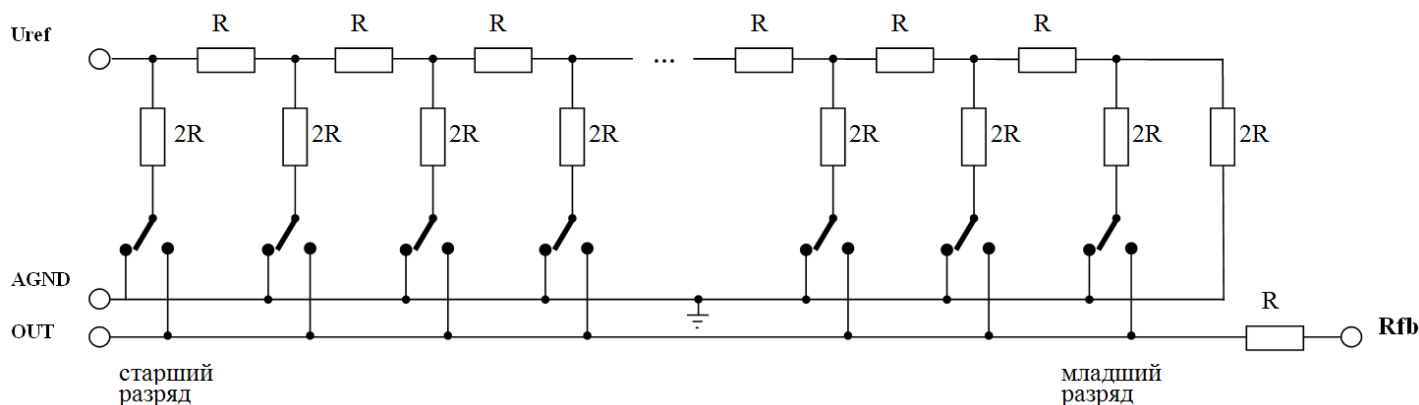 R R R R R R
Uref
...
2R 2R 2R 2R 2R 2R 2R 2R
AGND
R
OUT
Rfb
старший
разряд
младший
разряд